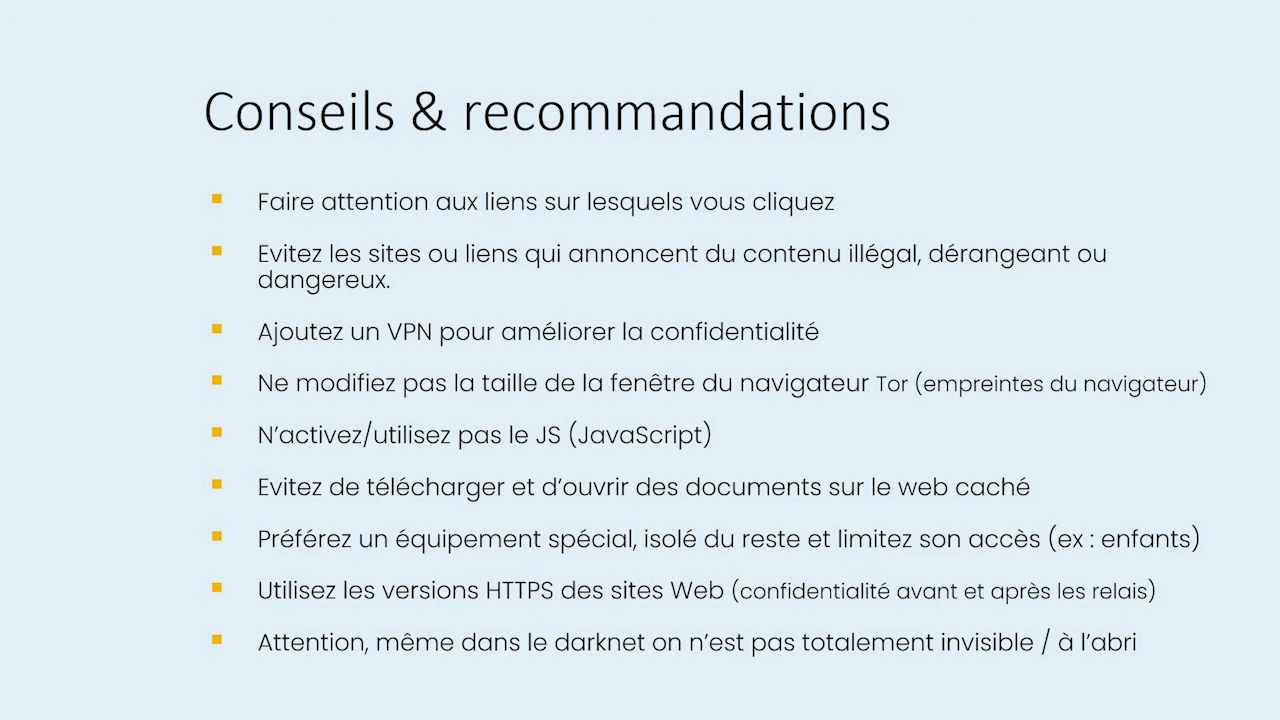 Conseils & recommandations
Faire attention aux liens sur lesquels vous cliquez
Evitez les sites ou liens qui annoncent du contenu illégal, dérangeant ou
dangereux.
Ajoutez un VPN pour améliorer la confidentialité
Ne modifiez pas la taille de la fenêtre du navigateur Tor (empreintes du navigateur)
N’activez/utilisez pas le JS (JavaScript)
Evitez de télécharger et d’ouvrir des documents sur le web caché
Préférez un équipement spécial, isolé du reste et limitez son accès (ex : enfants)
Utilisez les versions HTTPS des sites Web (confidentialité avant et après les relais)
Attention, même dans le darknet on n’est pas totalement invisible / à l’abri